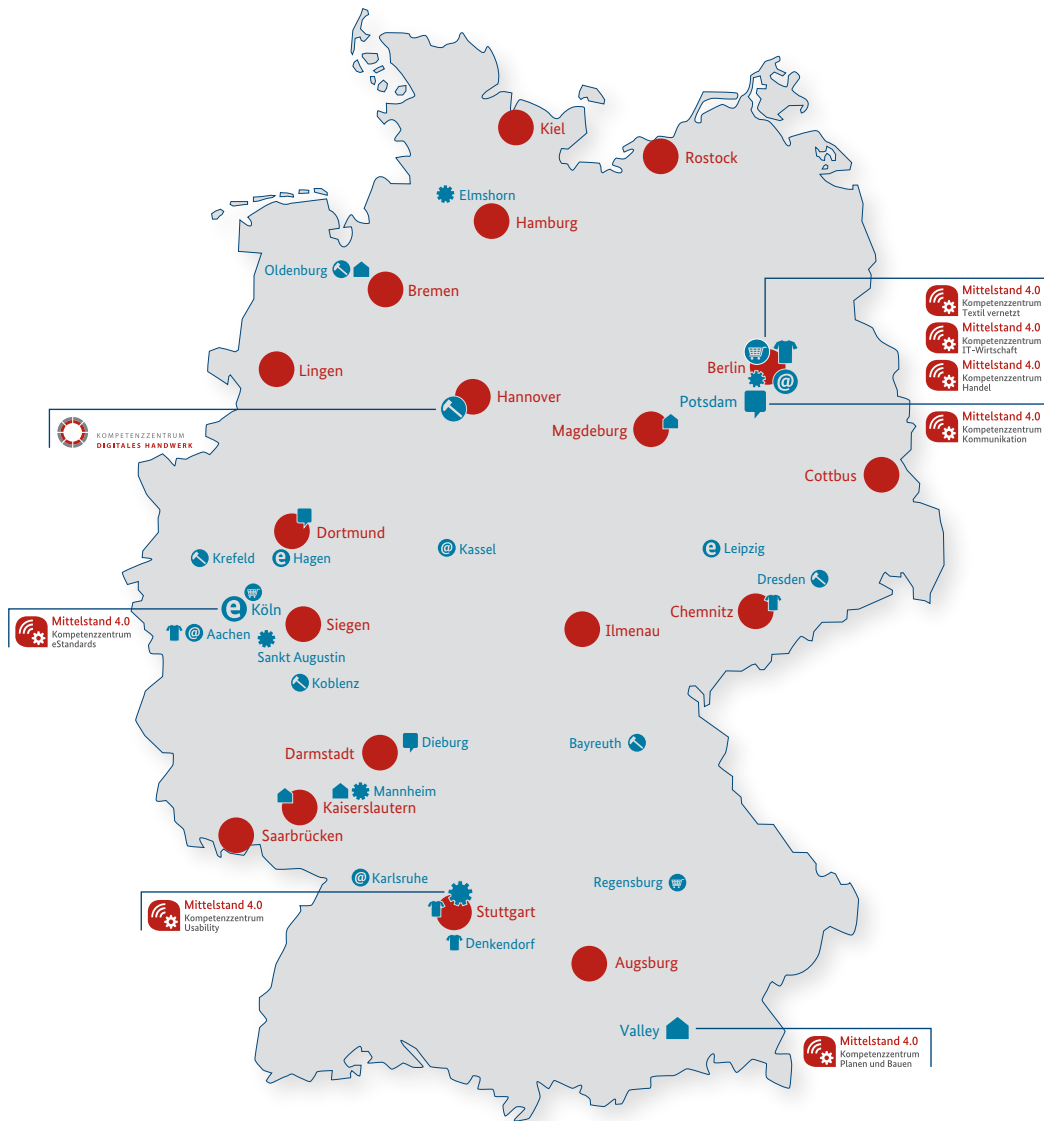 Kiel
Rostock
Elmshorn
Hamburg
Oldenburg
Bremen
Mittelstand 4.0
Kompetenzzentrum
Textil vernetzt
Mittelstand 4.0
Kompetenzzentrum
IT-Wirtschaft
Mittelstand 4.0
Kompetenzzentrum
Handel
Lingen
Berlin
@
Hannover
Potsdam
Mittelstand 4.0
Kompetenzzentrum
Kommunikation
KOMPETENZZENTRUM
DIGITALES HANDWERK
Magdeburg
Cottbus
Dortmund
Krefeld
e Hagen
@ Kassel
e Leipzig
Dresden
e Köln
Chemnitz
Mittelstand 4.0
Kompetenzzentrum
eStandards
@ Aachen
Siegen
Ilmenau
Sankt Augustin
Koblenz
Darmstadt
Dieburg
Bayreuth
Mannheim
Kaiserslautern
Saarbrücken
@ Karlsruhe
Regensburg
Mittelstand 4.0
Kompetenzzentrum
Usability
Stuttgart
Denkendorf
Augsburg
Valley
Mittelstand 4.0
Kompetenzzentrum
Planen und Bauen